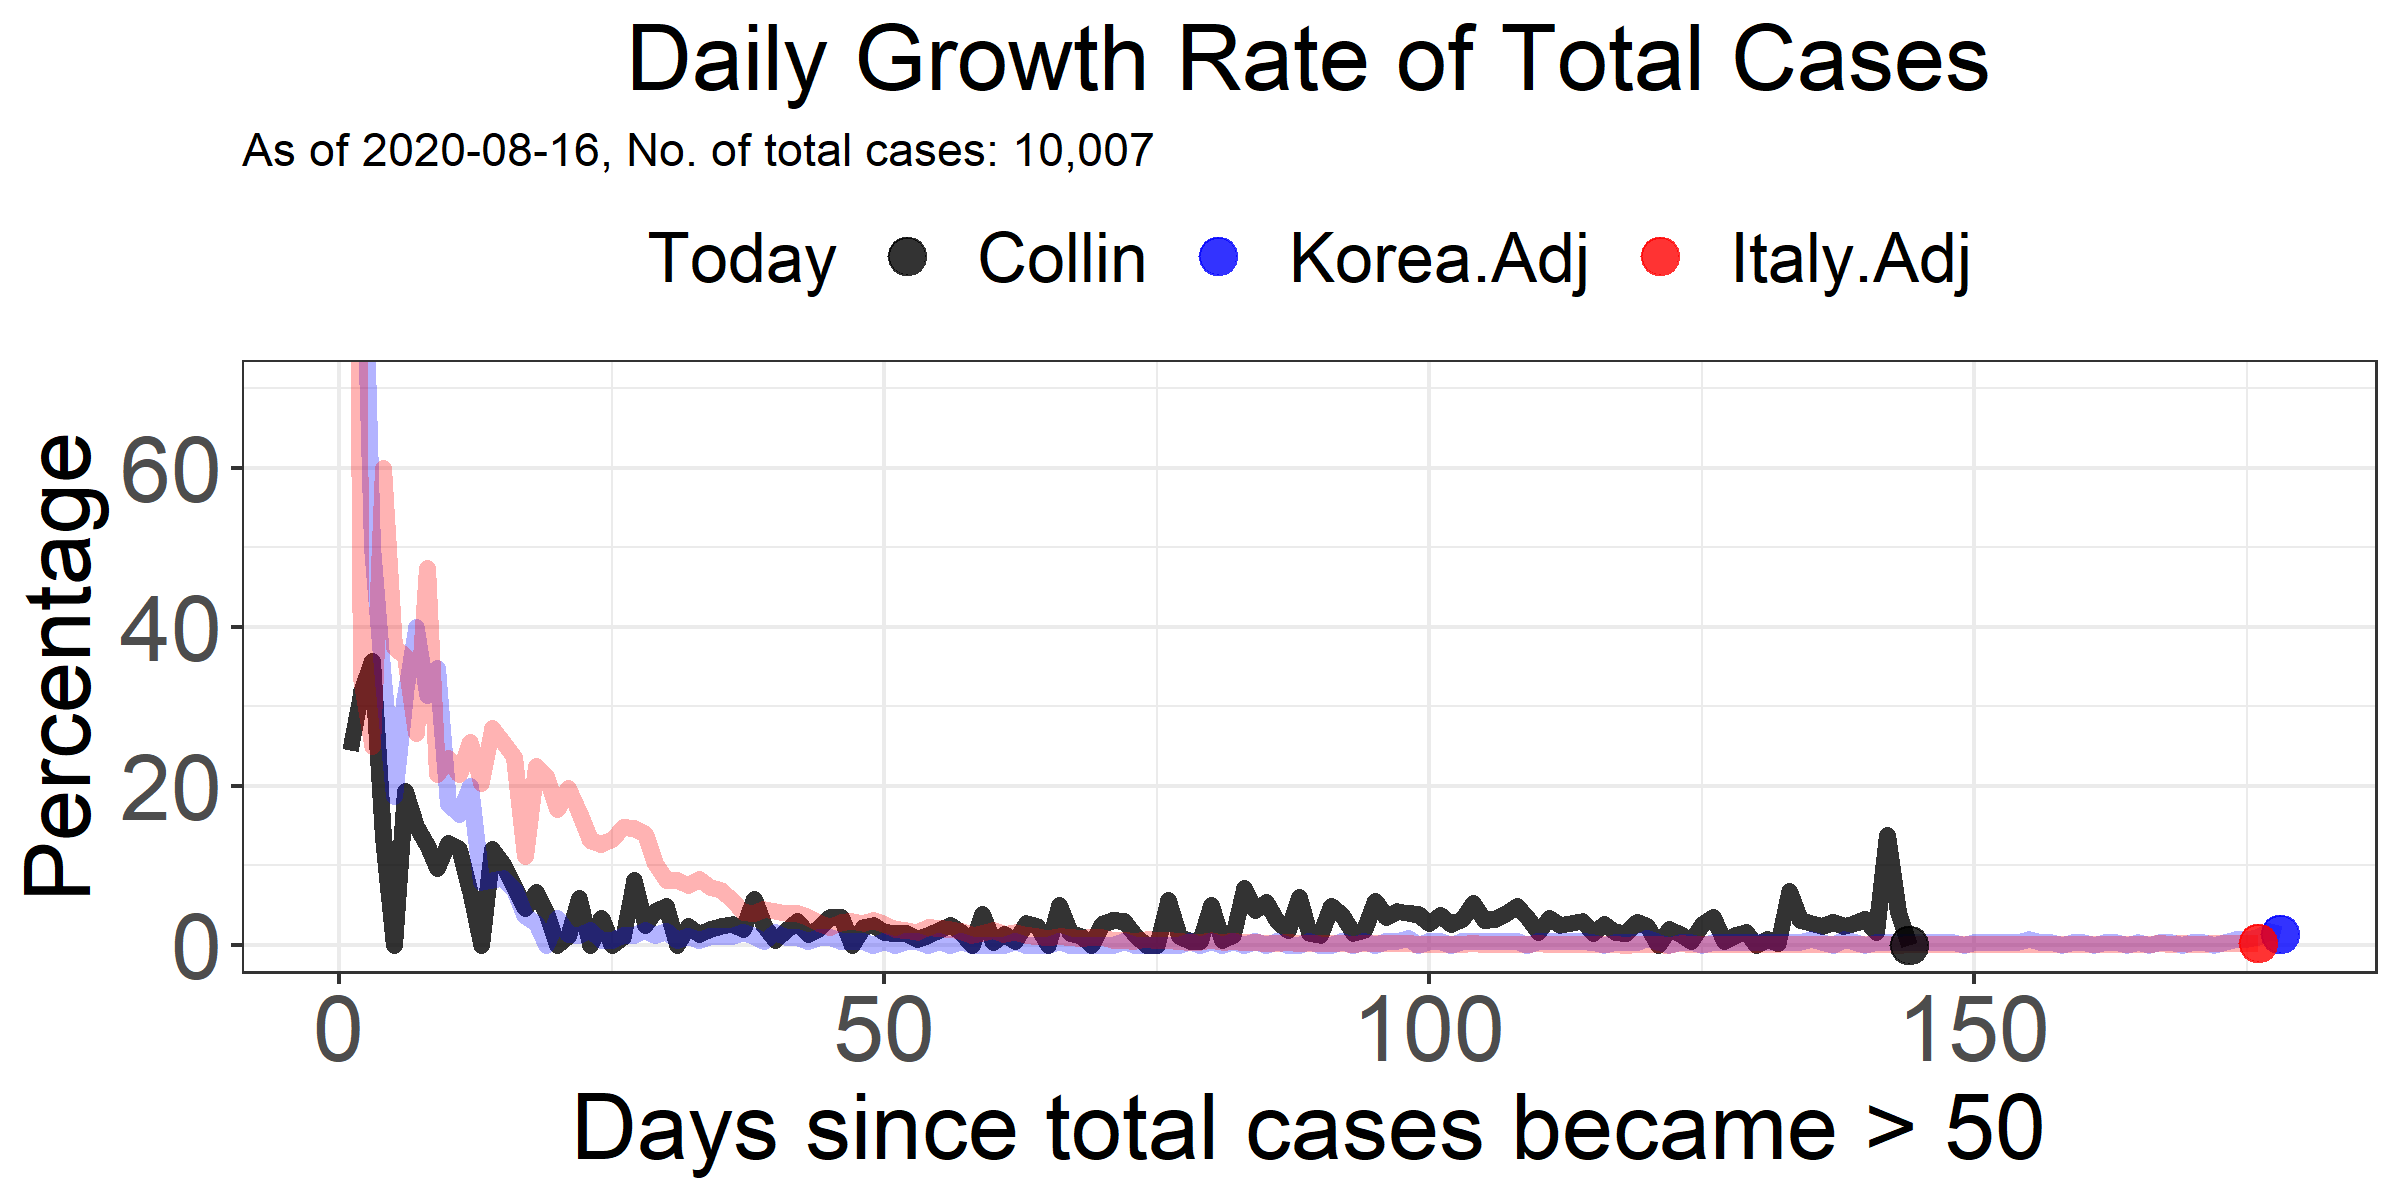 Daily Growth Rate of Total Cases
As of 2020-08-16, No. of total cases: 10,007
Today Collin Korea.Adj Italy.Adj
Percentage
60
40
20
0
0 50 100 150
Days since total cases became > 50